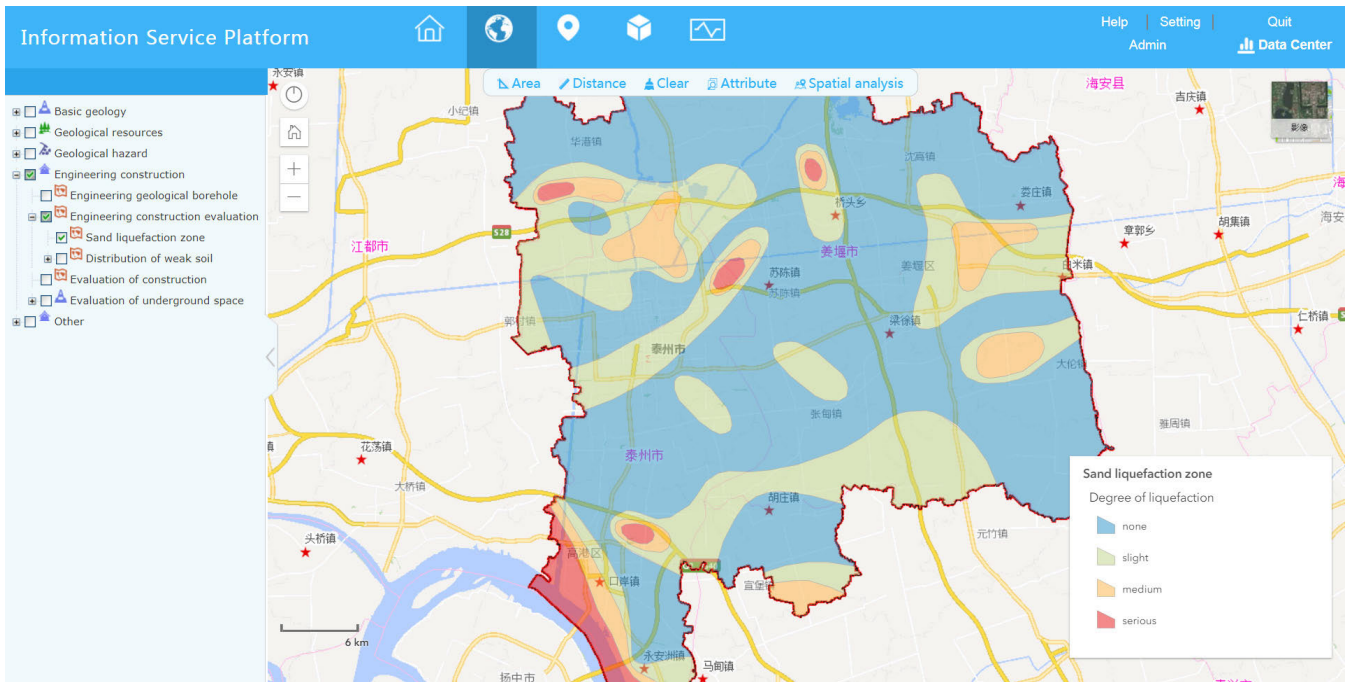 Information Service Platform
Help
Setting
Quit
Admin
Data Center
Area
Distance
Clear
Attribute
Spatial analysis
Basic geology
Geological resources
Geological hazard
Engineering construction
Engineering geological borehole
Engineering construction evaluation
Sand liquefaction zone
Distribution of weak soil
Evaluation of construction
Evaluation of underground space
Other
永安镇
小纪镇
海安县
吉庆镇
影像
华港镇
沈高镇
娄庄镇
桥头乡
胡集镇
海安
章郭乡
S28
江都市
姜堰市
姜堰区
白米镇
苏陈镇
苏陈镇
仁桥镇
郭村镇
梁徐镇
泰州市
大伦镇
张甸镇
雅周镇
花荡镇
泰州市
大桥镇
胡庄镇
元竹镇
头桥镇
高港区
口岸镇
宣堡镇
6 km
永安洲镇
马甸镇
扬中市
Sand liquefaction zone
Degree of liquefaction
none
slight
medium
serious